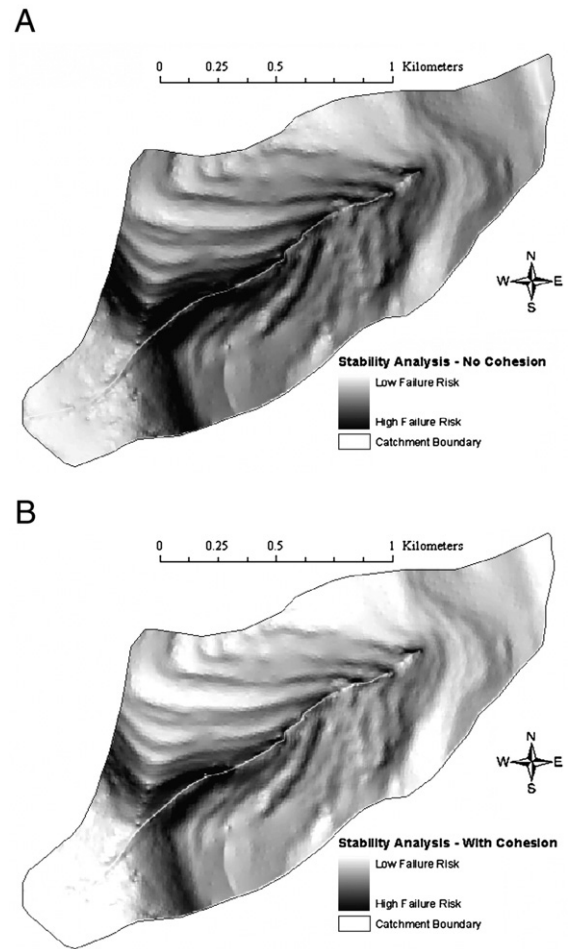 A
0 0.25 0.5 1 Kilometers
N
W E
S
Stability Analysis - No Cohesion
Low Failure Risk
High Failure Risk
Catchment Boundary
B
0 0.25 0.5 1 Kilometers
N
W E
S
Stability Analysis - With Cohesion
Low Failure Risk
High Failure Risk
Catchment Boundary